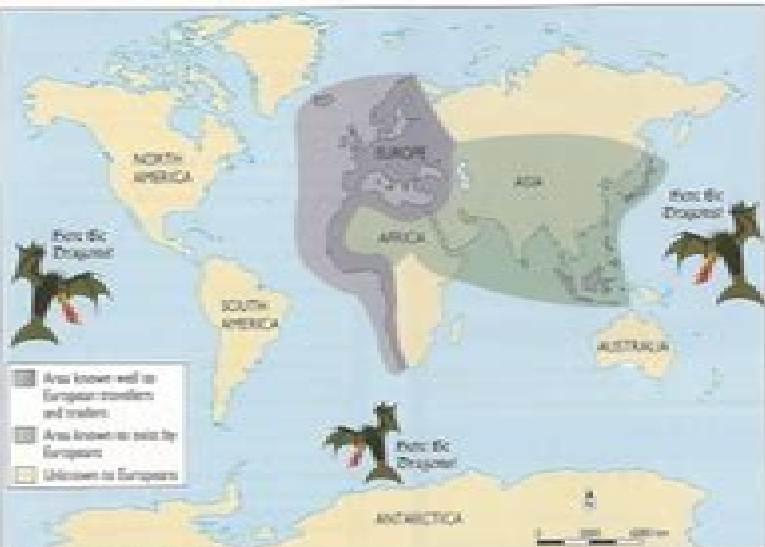 NORTH
AMERICA
EUROPE
ASIA
Here Be
Dragons!
Here Be
Dragons!
AFRICA
SOUTH
AMERICA
AUSTRALIA
Area known well to
European travellers
and traders
Area known to exist by
Europeans
Unknown to Europeans
Here Be
Dragons!
ANTARCTICA
N
0